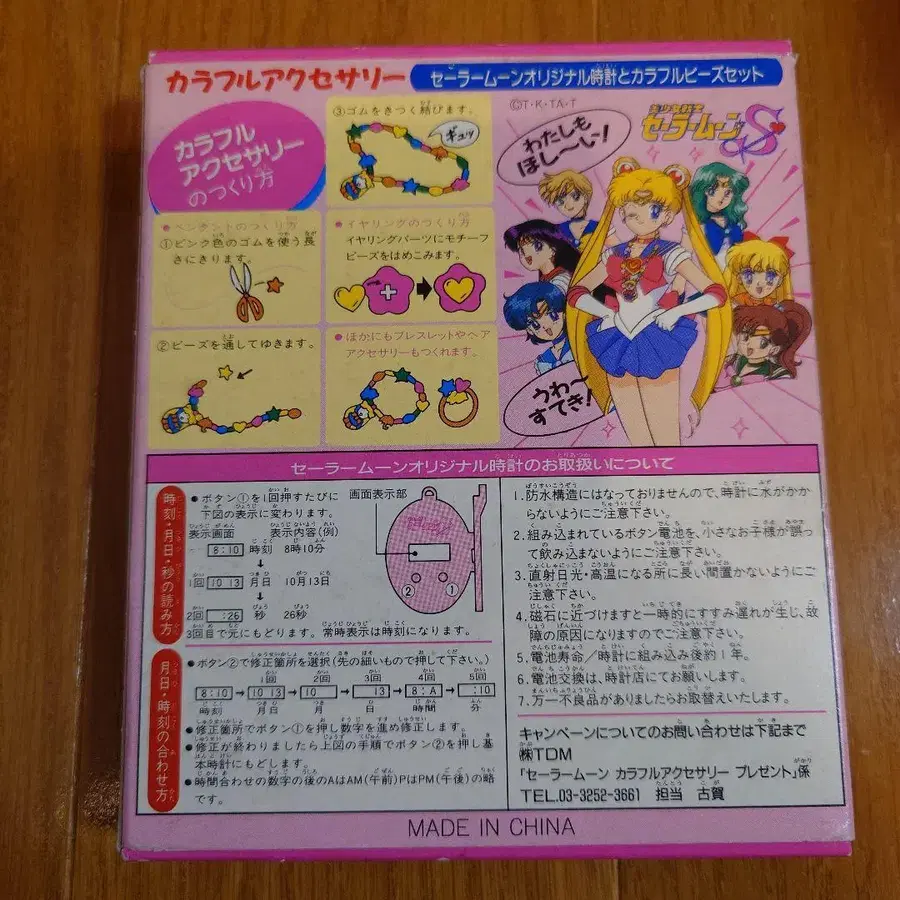 カラフルアクセサリー
セーラームーンオリジナル時計とカラフルビーズセット
カラフル
アクセサリー
のつくり方
③ゴムをきつく結びます。
ギュッ
●ペンダントのつくり方
①ピンク色のゴムを使う長
さにきります。
●イヤリングのつくり方
イヤリングパーツにモチーフ
ビーズをはめこみます。
②ビーズを通してゆきます。
●ほかにもブレスレットやヘア
アクセサリーもつくれます。
©T・K・TA・T
わたしも
ほし〜い!
美少女戦士
セーラームーンS
うわ〜
すてき!
セーラームーンオリジナル時計のお取扱いについて
時刻・月日・秒の読み方
●ボタン①を1回押すたびに
下図の表示に変わります。
表示画面 表示内容(例)
8:10 時刻 8時10分
1回 10 13 月日 10月13日
2回 :26 秒 26秒
3回目で元にもどります。常時表示は時刻になります。
画面表示部
② ①
月日・時刻の合わせ方
●ボタン②で修正箇所を選択(先の細いもので押して下さい。)
1回 2回 3回 4回 5回
8:10 10 13 10 13 8:A :10
時刻 月日 月 日 時間 分
●修正箇所でボタン①を押し数字を進め修正します。
●修正が終わりましたら上図の手順でボタン②を押し基
本時計にもどします。
●時間合わせの数字の後のAはAM(午前)PはPM(午後)の略
です。
1.防水構造にはなっておりませんので、時計に水がかか
らないようにご注意下さい。
2.組み込まれているボタン電池を、小さなお子様が誤っ
て飲み込まないようにご注意下さい。
3.直射日光・高温になる所に長い間置かないようにご
注意下さい。
4.磁石に近づけますと一時的にすすみ遅れが生じ、故
障の原因になりますのでご注意下さい。
5.電池寿命/時計に組み込み後約1年。
6.電池交換は、時計店にてお願いします。
7.万一不良品がありましたらお取替えいたします。
キャンペーンについてのお問い合わせは下記まで
㈱TDM
「セーラームーン カラフルアクセサリー プレゼント」係
TEL.03-3252-3661 担当 古賀
MADE IN CHINA